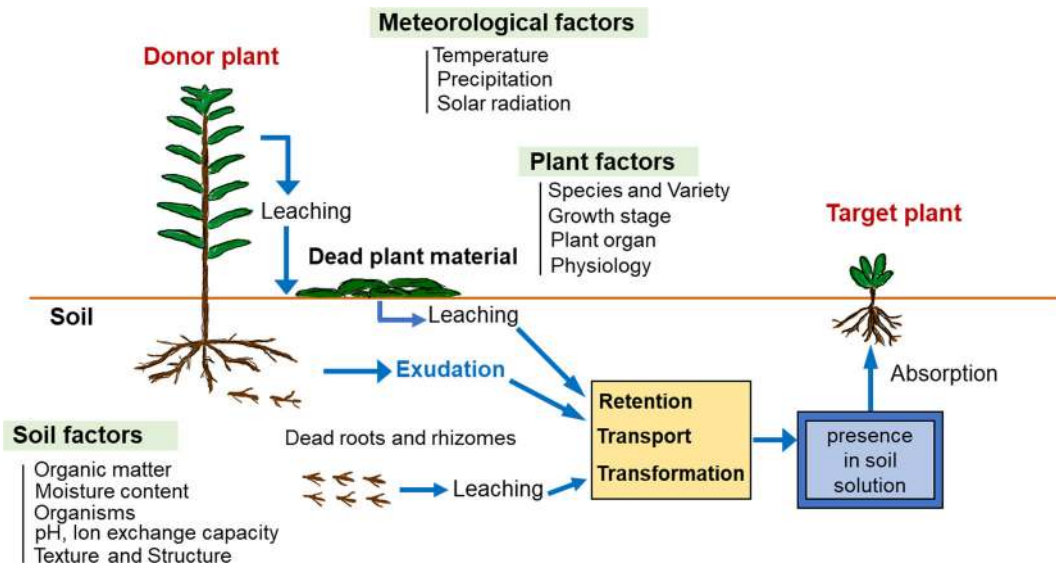 Meteorological factors
Temperature
Precipitation
Solar radiation
Donor plant
Leaching
Plant factors
Species and Variety
Growth stage
Plant organ
Physiology
Target plant
Dead plant material
Soil
Leaching
Exudation
Absorption
Retention
Transport
Transformation
presence
in soil
solution
Dead roots and rhizomes
Leaching
Soil factors
Organic matter
Moisture content
Organisms
pH, Ion exchange capacity
Texture and Structure